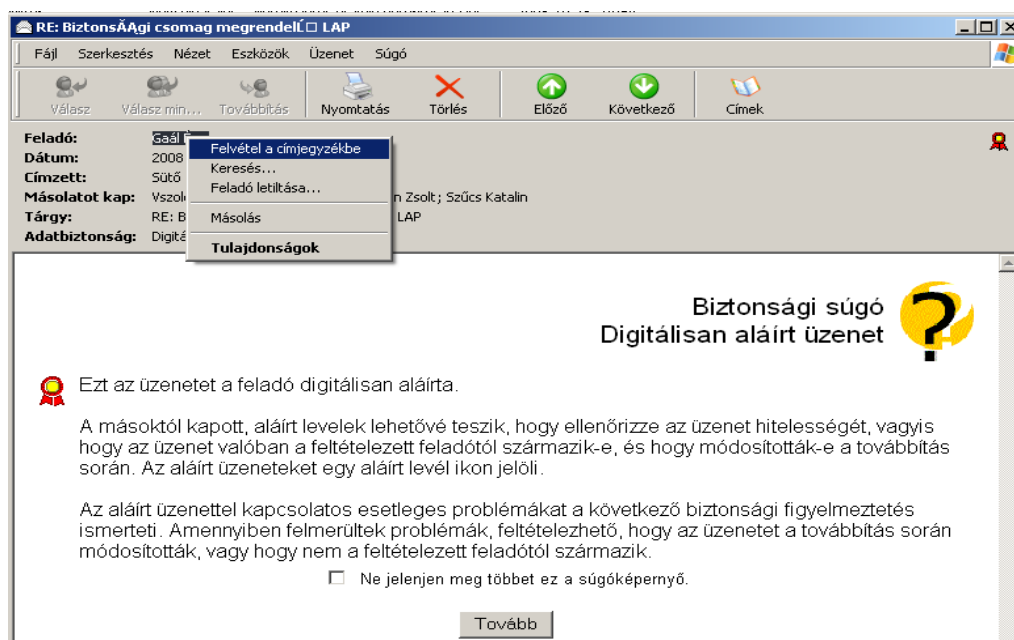 RE: BiztonsĂĄgi csomag megrendelĹ□ LAP
Fájl Szerkesztés Nézet Eszközök Üzenet Súgó
Válasz Válasz min... Továbbítás Nyomtatás Törlés Előző Következő Címek
Feladó: Gaál
Dátum: 2008
Címzett: Sütő
Másolatot kap: Zsolt; Szűcs Katalin
Tárgy: RE: B LAP
Adatbiztonság: Digitá
Felvétel a címjegyzékbe
Keresés...
Feladó letiltása...
Másolás
Tulajdonságok
Biztonsági súgó
Digitálisan aláírt üzenet
Ezt az üzenetet a feladó digitálisan aláírta.
A másoktól kapott, aláírt levelek lehetővé teszik, hogy ellenőrizze az üzenet hitelességét, vagyis
hogy az üzenet valóban a feltételezett feladótól származik-e, és hogy módosították-e a továbbítás
során. Az aláírt üzeneteket egy aláírt levél ikon jelöli.
Az aláírt üzenettel kapcsolatos esetleges problémákat a következő biztonsági figyelmeztetés
ismerteti. Amennyiben felmerültek problémák, feltételezhető, hogy az üzenetet a továbbítás során
módosították, vagy hogy nem a feltételezett feladótól származik.
Ne jelenjen meg többet ez a súgóképernyő.
Tovább